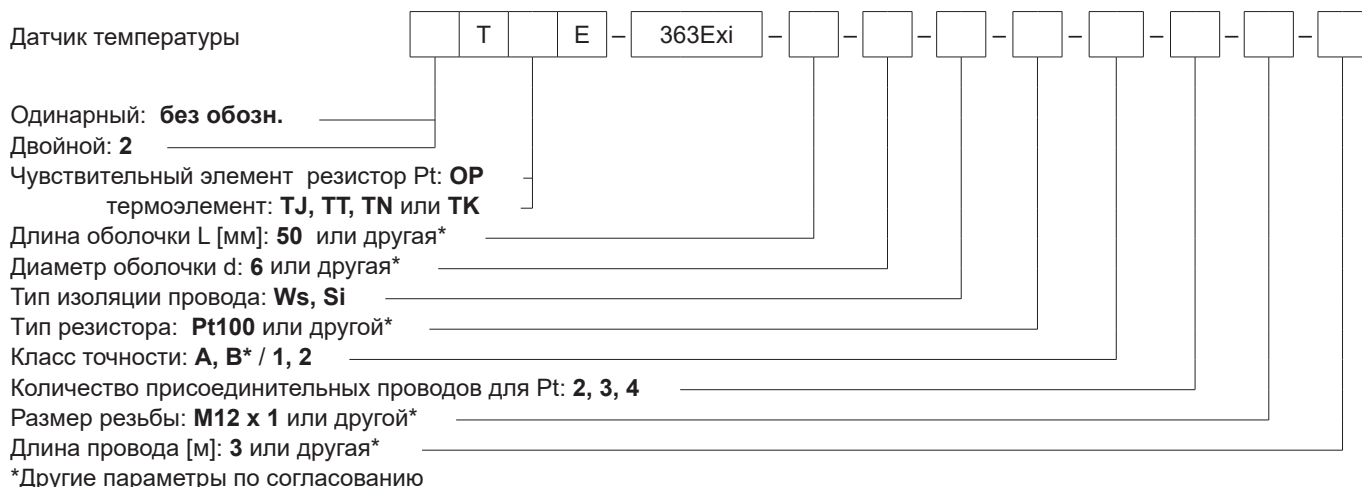 Датчик температуры T E – 363Exi – – – – – – – –
Одинарный: без обозн.
Двойной: 2
Чувствительный элемент резистор Pt: OP
термоэлемент: TJ, TT, TN или TK
Длина оболочки L [мм]: 50 или другая*
Диаметр оболочки d: 6 или другая*
Тип изоляции провода: Ws, Si
Тип резистора: Pt100 или другой*
Класс точности: A, B* / 1, 2
Количество присоединительных проводов для Pt: 2, 3, 4
Размер резьбы: M12 x 1 или другой*
Длина провода [м]: 3 или другая*
*Другие параметры по согласованию